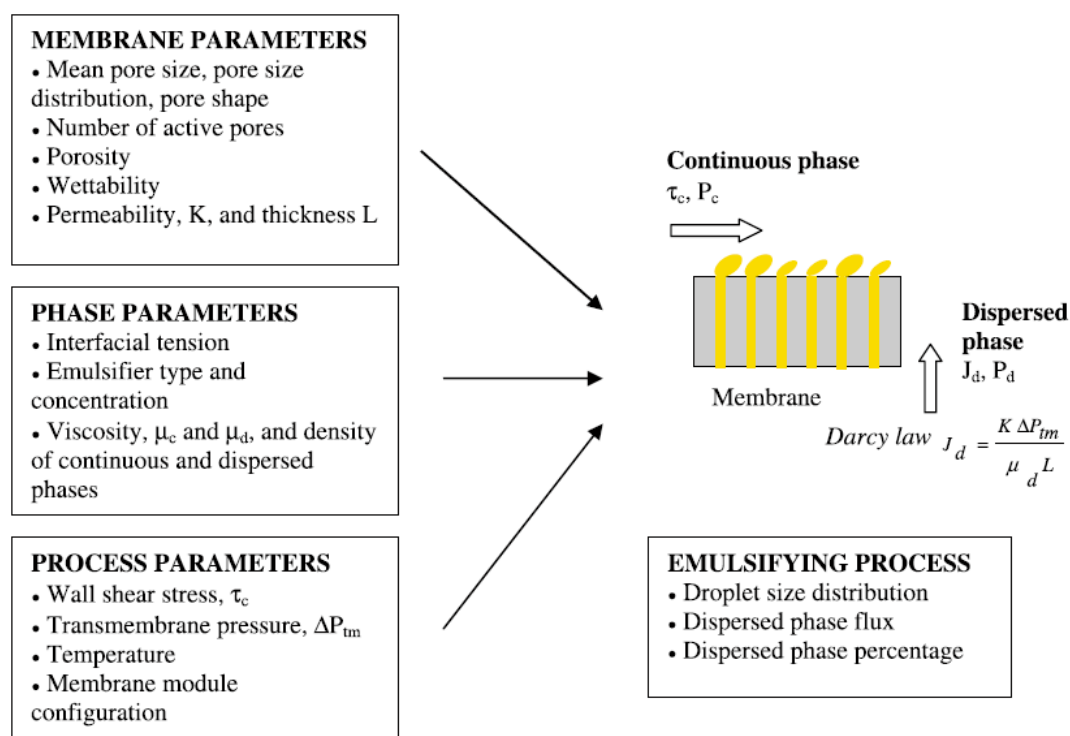 MEMBRANE PARAMETERS
• Mean pore size, pore size
distribution, pore shape
• Number of active pores
• Porosity
• Wettability
• Permeability, K, and thickness L
PHASE PARAMETERS
• Interfacial tension
• Emulsifier type and
concentration
• Viscosity, μc and μd, and density
of continuous and dispersed
phases
PROCESS PARAMETERS
• Wall shear stress, τc
• Transmembrane pressure, ΔPtm
• Temperature
• Membrane module
configuration
Continuous phase
τc, Pc
Dispersed
phase
Jd, Pd
Membrane
Darcy law J d = K ΔPtm / μ d L
EMULSIFYING PROCESS
• Droplet size distribution
• Dispersed phase flux
• Dispersed phase percentage